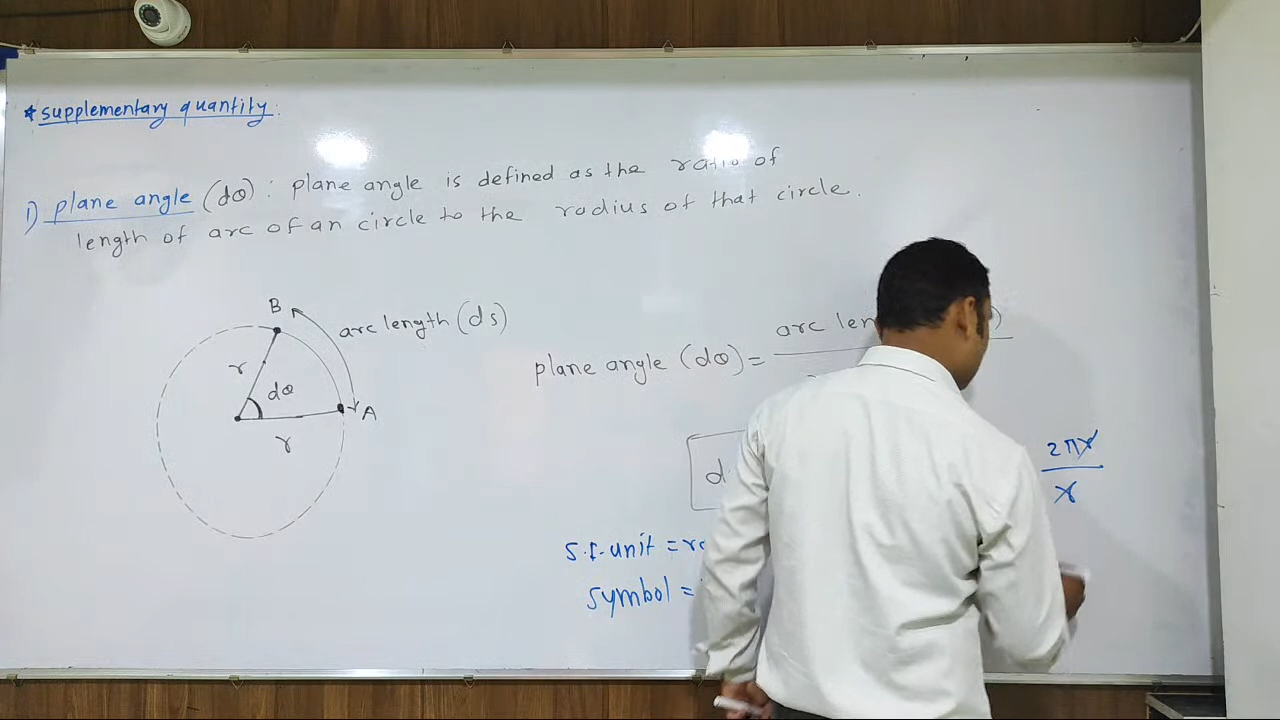 * supplementary quantity :
1) plane angle (dθ) : plane angle is defined as the ratio of
length of arc of an circle to the radius of that circle.
B
arc length (ds)
r
dθ
A
r
plane angle (dθ) = arc len
d
2πr
r
S.I. unit =
symbol =